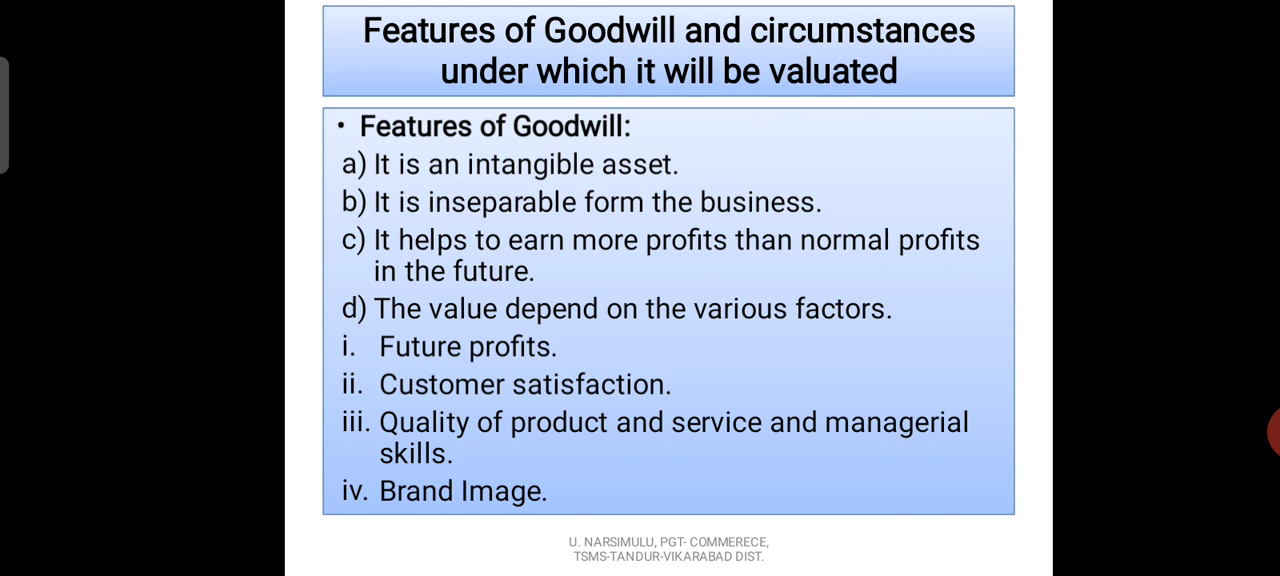 Features of Goodwill and circumstances
under which it will be valuated
• Features of Goodwill:
a) It is an intangible asset.
b) It is inseparable form the business.
c) It helps to earn more profits than normal profits
in the future.
d) The value depend on the various factors.
i. Future profits.
ii. Customer satisfaction.
iii. Quality of product and service and managerial
skills.
iv. Brand Image.
U. NARSIMULU, PGT- COMMERECE,
TSMS-TANDUR-VIKARABAD DIST.